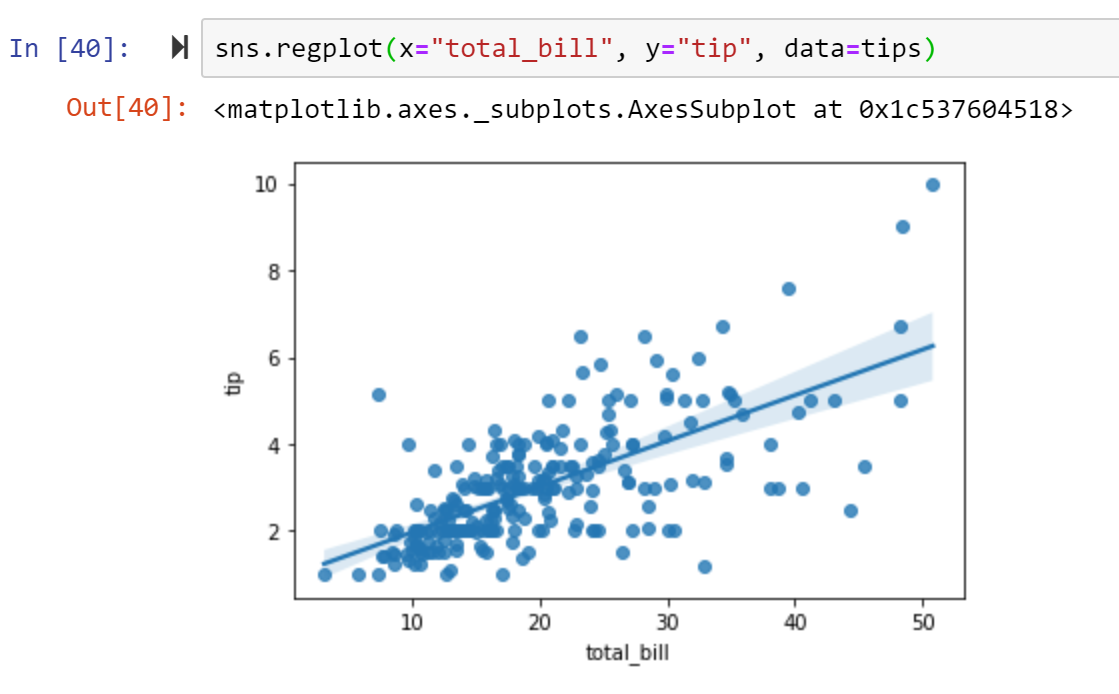 In [40]: sns.regplot(x="total_bill", y="tip", data=tips)
Out[40]: <matplotlib.axes._subplots.AxesSubplot at 0x1c537604518>
10
8
6
4
2
tip
10 20 30 40 50
total_bill